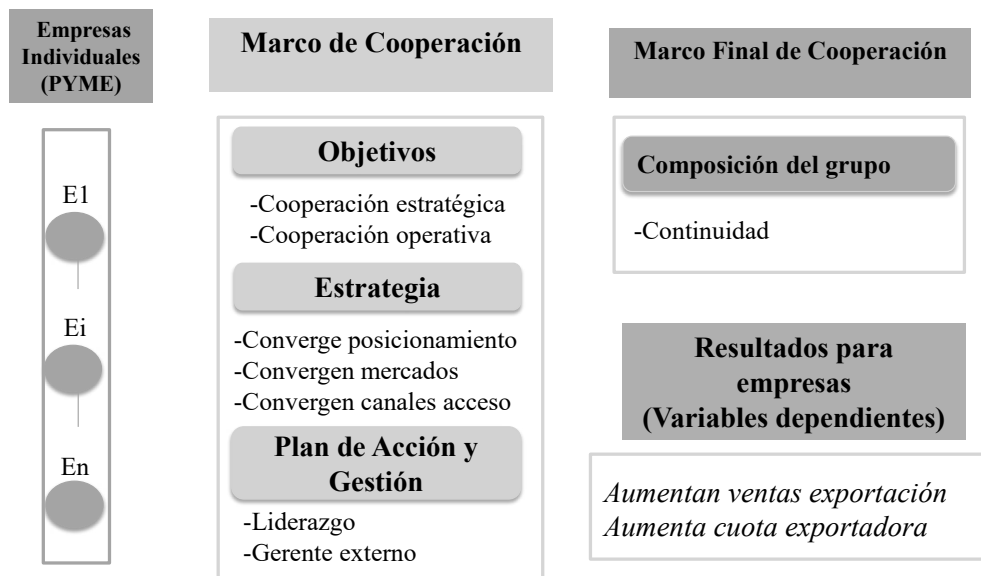 Empresas
Individuales
(PYME)
E1
Ei
En
Marco de Cooperación
Objetivos
-Cooperación estratégica
-Cooperación operativa
Estrategia
-Converge posicionamiento
-Convergen mercados
-Convergen canales acceso
Plan de Acción y
Gestión
-Liderazgo
-Gerente externo
Marco Final de Cooperación
Composición del grupo
-Continuidad
Resultados para
empresas
(Variables dependientes)
Aumentan ventas exportación
Aumenta cuota exportadora